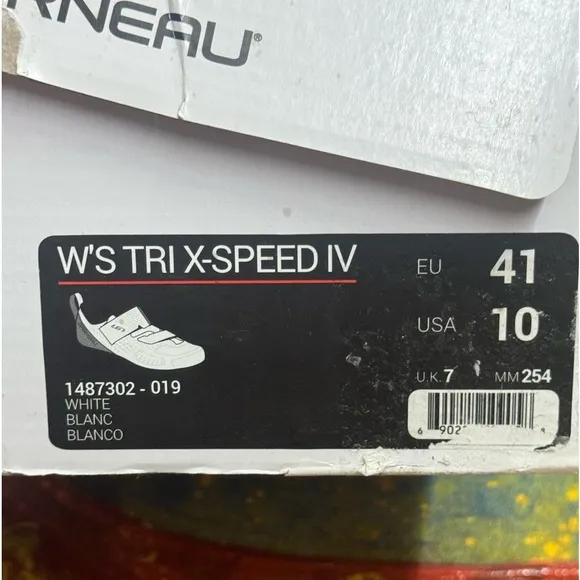 RNEAU®
W'S TRI X-SPEED IV
EU 41
USA 10
U.K. 7 MM 254
1487302 - 019
WHITE
BLANC
BLANCO